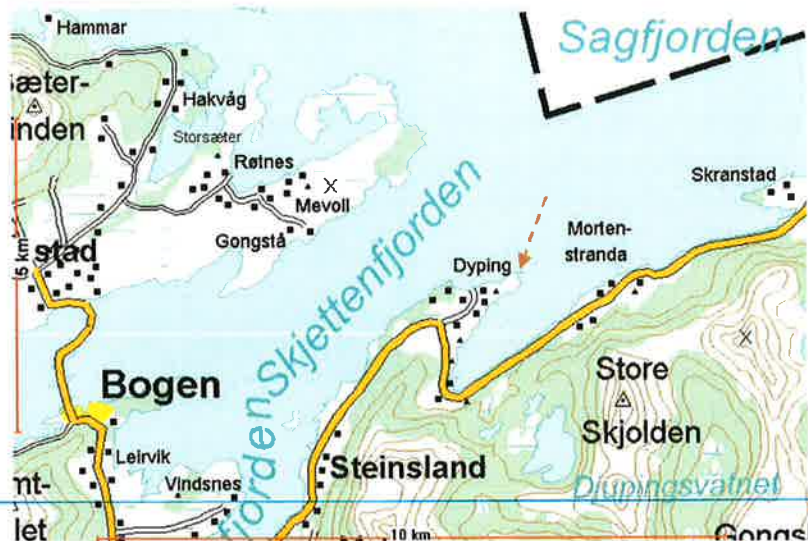 Hammar
Sagfjorden
Sæter-
inden
Hakvåg
Storsæter
Røtnes
X
Mevoll
Skranstad
Gongstå
Morten-
stranda
stad
5 km
Dyping
Skjettenfjorden
X
Store
Skjolden
Bogen
Leirvik
Steinsland
Vindsnes
Djupingsvatnet
mt-
let
fjorden
10 km
Gongs